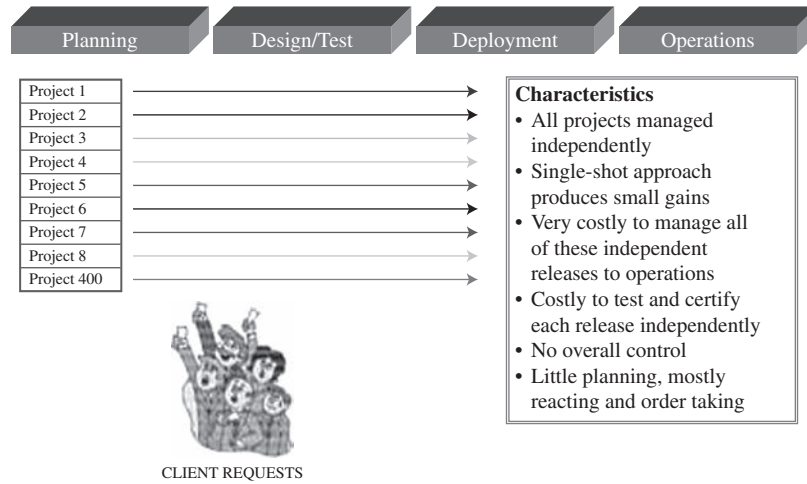 Planning
Design/Test
Deployment
Operations
Project 1
Project 2
Project 3
Project 4
Project 5
Project 6
Project 7
Project 8
Project 400
Characteristics
• All projects managed
independently
• Single-shot approach
produces small gains
• Very costly to manage all
of these independent
releases to operations
• Costly to test and certify
each release independently
• No overall control
• Little planning, mostly
reacting and order taking
CLIENT REQUESTS